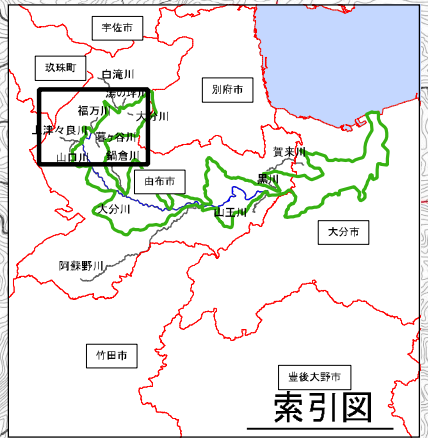 宇佐市
玖珠町
白滝川
湯の坪川
別府市
福万川
大分川
上津々良川
暮ヶ谷川
賀来川
山口川
鍋倉川
由布市
黒川
大分川
山王川
大分市
阿蘇野川
竹田市
豊後大野市
索引図